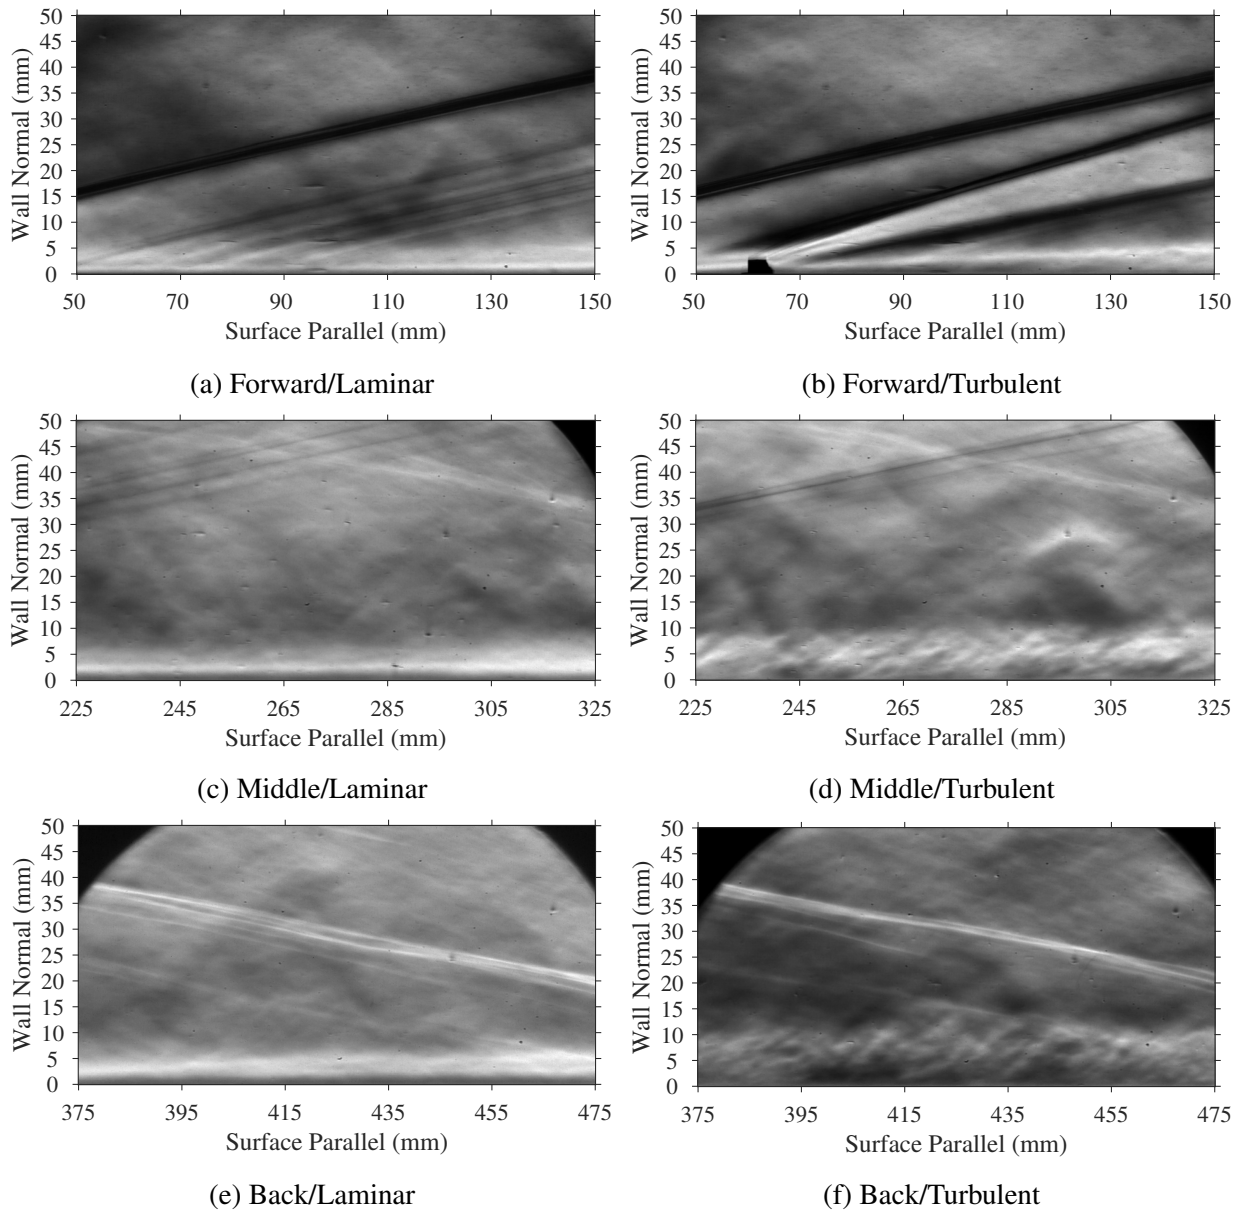 50
45
40
35
30
25
20
15
10
5
0
Wall Normal (mm)
50 70 90 110 130 150
Surface Parallel (mm)
(a) Forward/Laminar
50
45
40
35
30
25
20
15
10
5
0
Wall Normal (mm)
50 70 90 110 130 150
Surface Parallel (mm)
(b) Forward/Turbulent
50
45
40
35
30
25
20
15
10
5
0
Wall Normal (mm)
225 245 265 285 305 325
Surface Parallel (mm)
(c) Middle/Laminar
50
45
40
35
30
25
20
15
10
5
0
Wall Normal (mm)
225 245 265 285 305 325
Surface Parallel (mm)
(d) Middle/Turbulent
50
45
40
35
30
25
20
15
10
5
0
Wall Normal (mm)
375 395 415 435 455 475
Surface Parallel (mm)
(e) Back/Laminar
50
45
40
35
30
25
20
15
10
5
0
Wall Normal (mm)
375 395 415 435 455 475
Surface Parallel (mm)
(f) Back/Turbulent